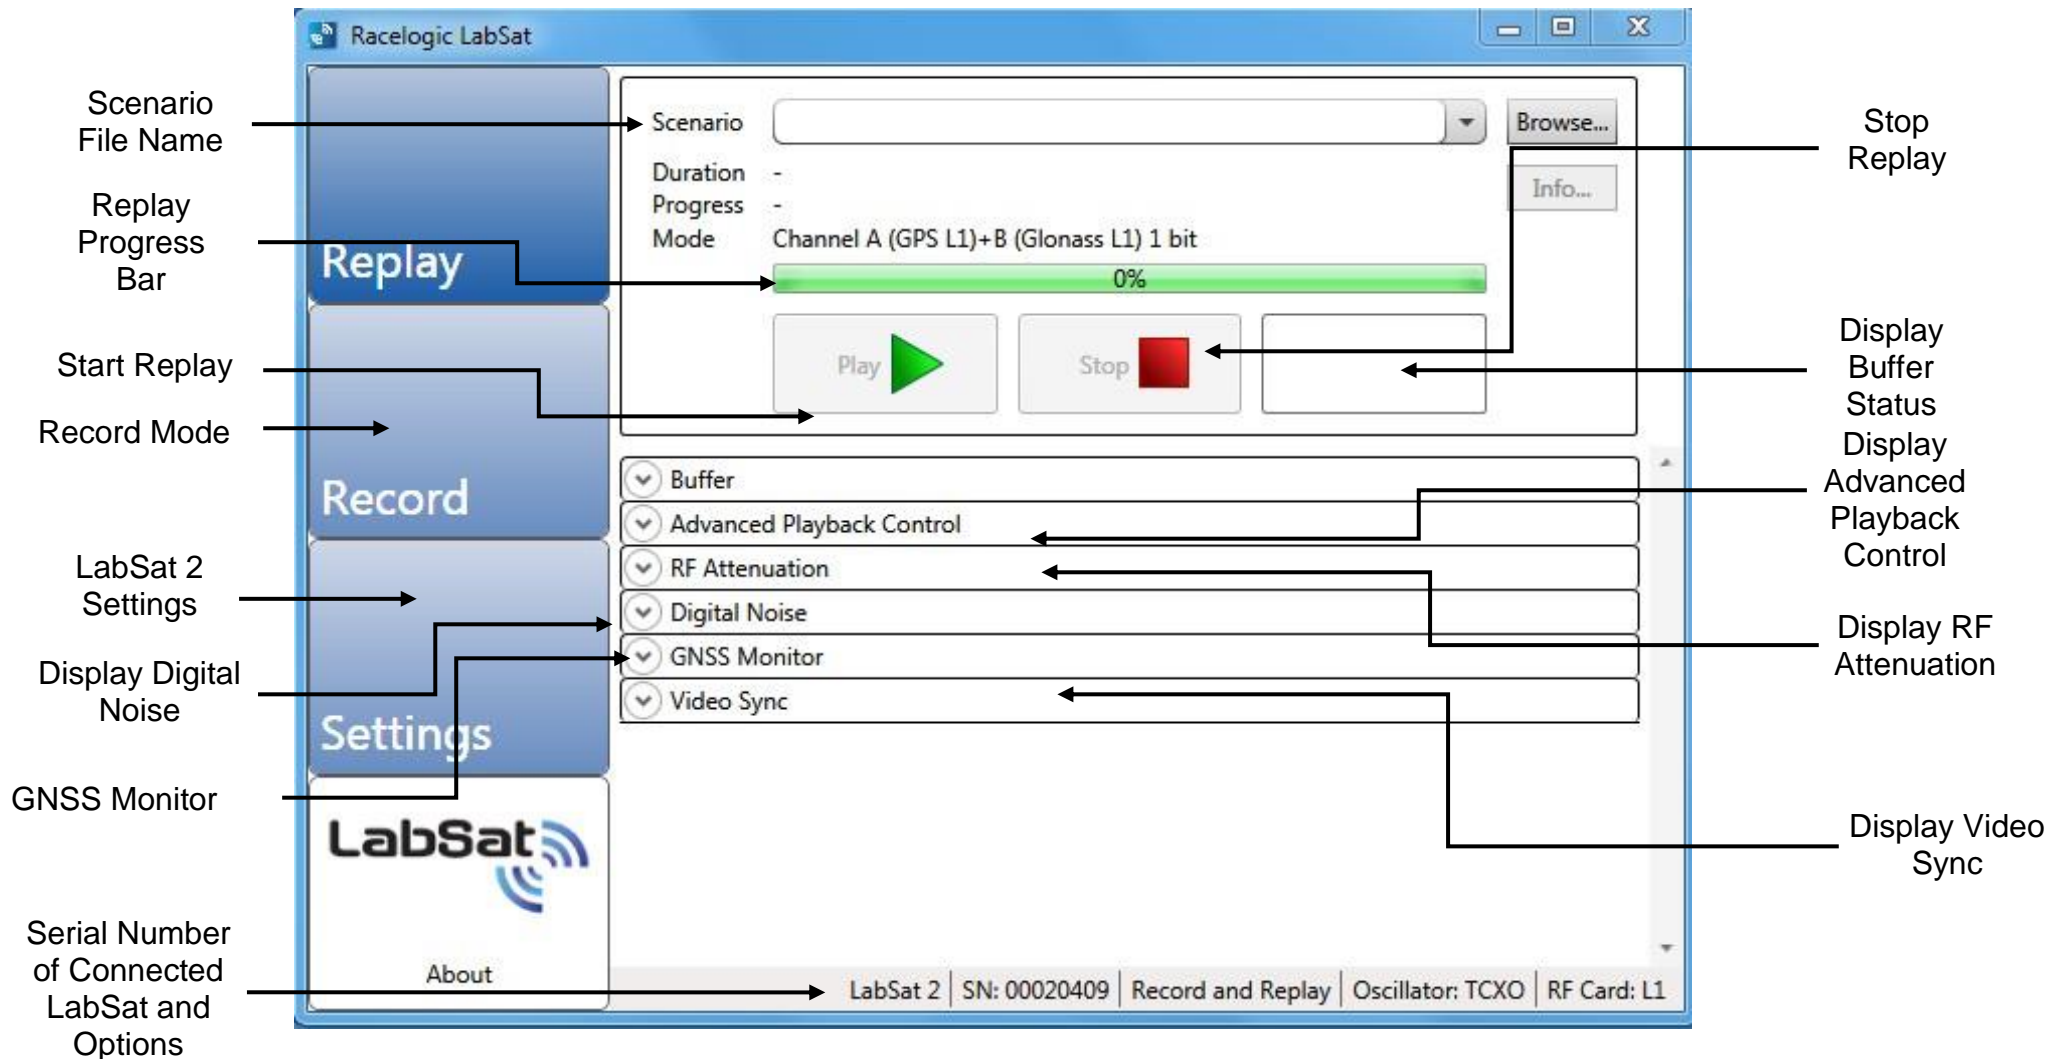 Racelogic LabSat
Scenario
File Name
Replay
Progress
Bar
Start Replay
Record Mode
LabSat 2
Settings
Display Digital
Noise
GNSS Monitor
Serial Number
of Connected
LabSat and
Options
Replay
Record
Settings
LabSat
About
Scenario
Browse...
Duration -
Info...
Progress -
Mode Channel A (GPS L1)+B (Glonass L1) 1 bit
0%
Play
Stop
Buffer
Advanced Playback Control
RF Attenuation
Digital Noise
GNSS Monitor
Video Sync
LabSat 2 SN: 00020409 Record and Replay Oscillator: TCXO RF Card: L1
Stop
Replay
Display
Buffer
Status
Display
Advanced
Playback
Control
Display RF
Attenuation
Display Video
Sync